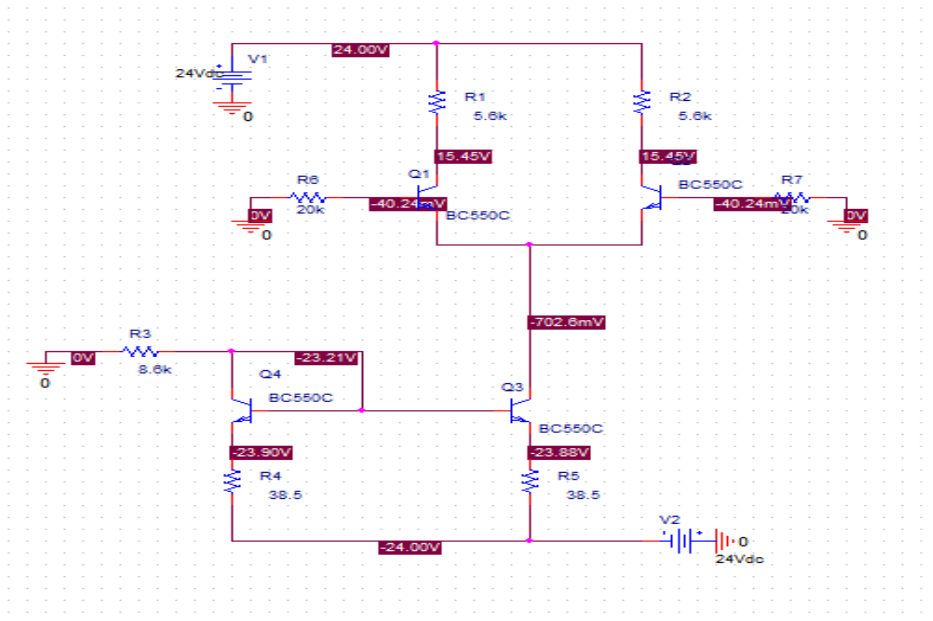 24.00V
V1
24Vdc
0
R1
5.6k
R2
5.6k
15.45V
15.45V
Q1
BC550C
R6
20k
-40.24mV
BC550C
-40.24mV
R7
20k
0V
0
0V
0
-702.6mV
R3
8.6k
0V
0
-23.21V
Q4
BC550C
Q3
BC550C
-23.90V
R4
38.5
-23.88V
R5
38.5
-24.00V
V2
0
24Vdc